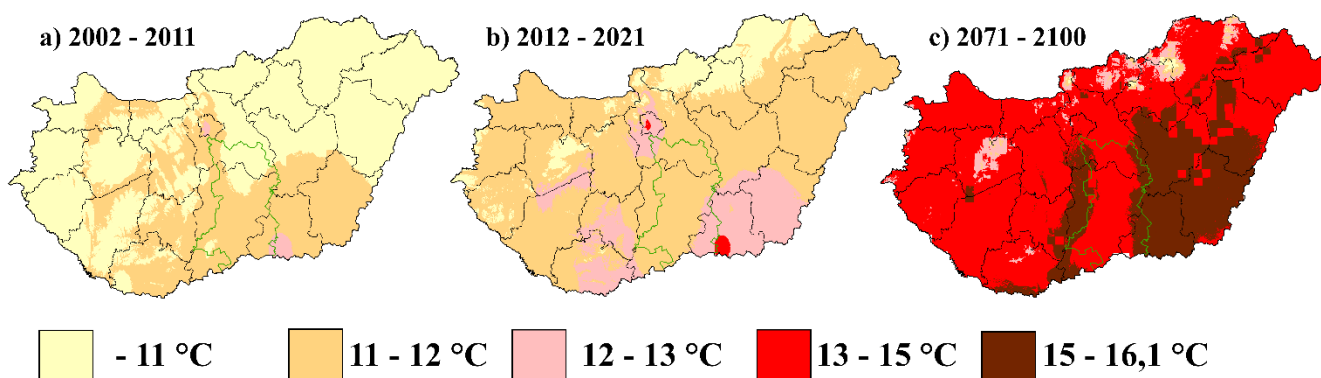 a) 2002 - 2011
b) 2012 - 2021
c) 2071 - 2100
- 11 °C
11 - 12 °C
12 - 13 °C
13 - 15 °C
15 - 16,1 °C